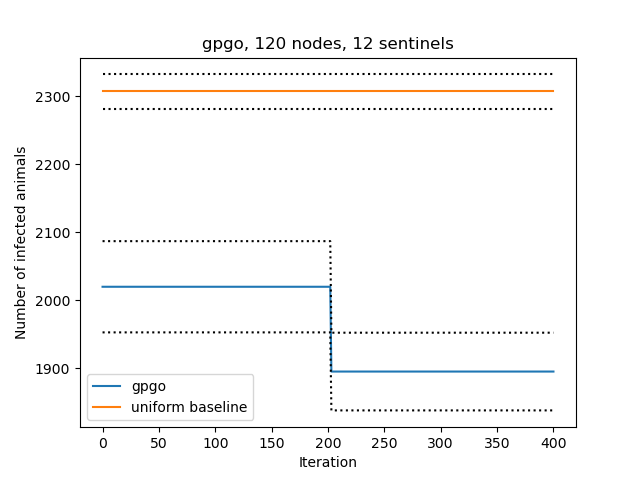 gpgo, 120 nodes, 12 sentinels
Number of infected animals
2300
2200
2100
2000
1900
gpgo
uniform baseline
0 50 100 150 200 250 300 350 400
Iteration